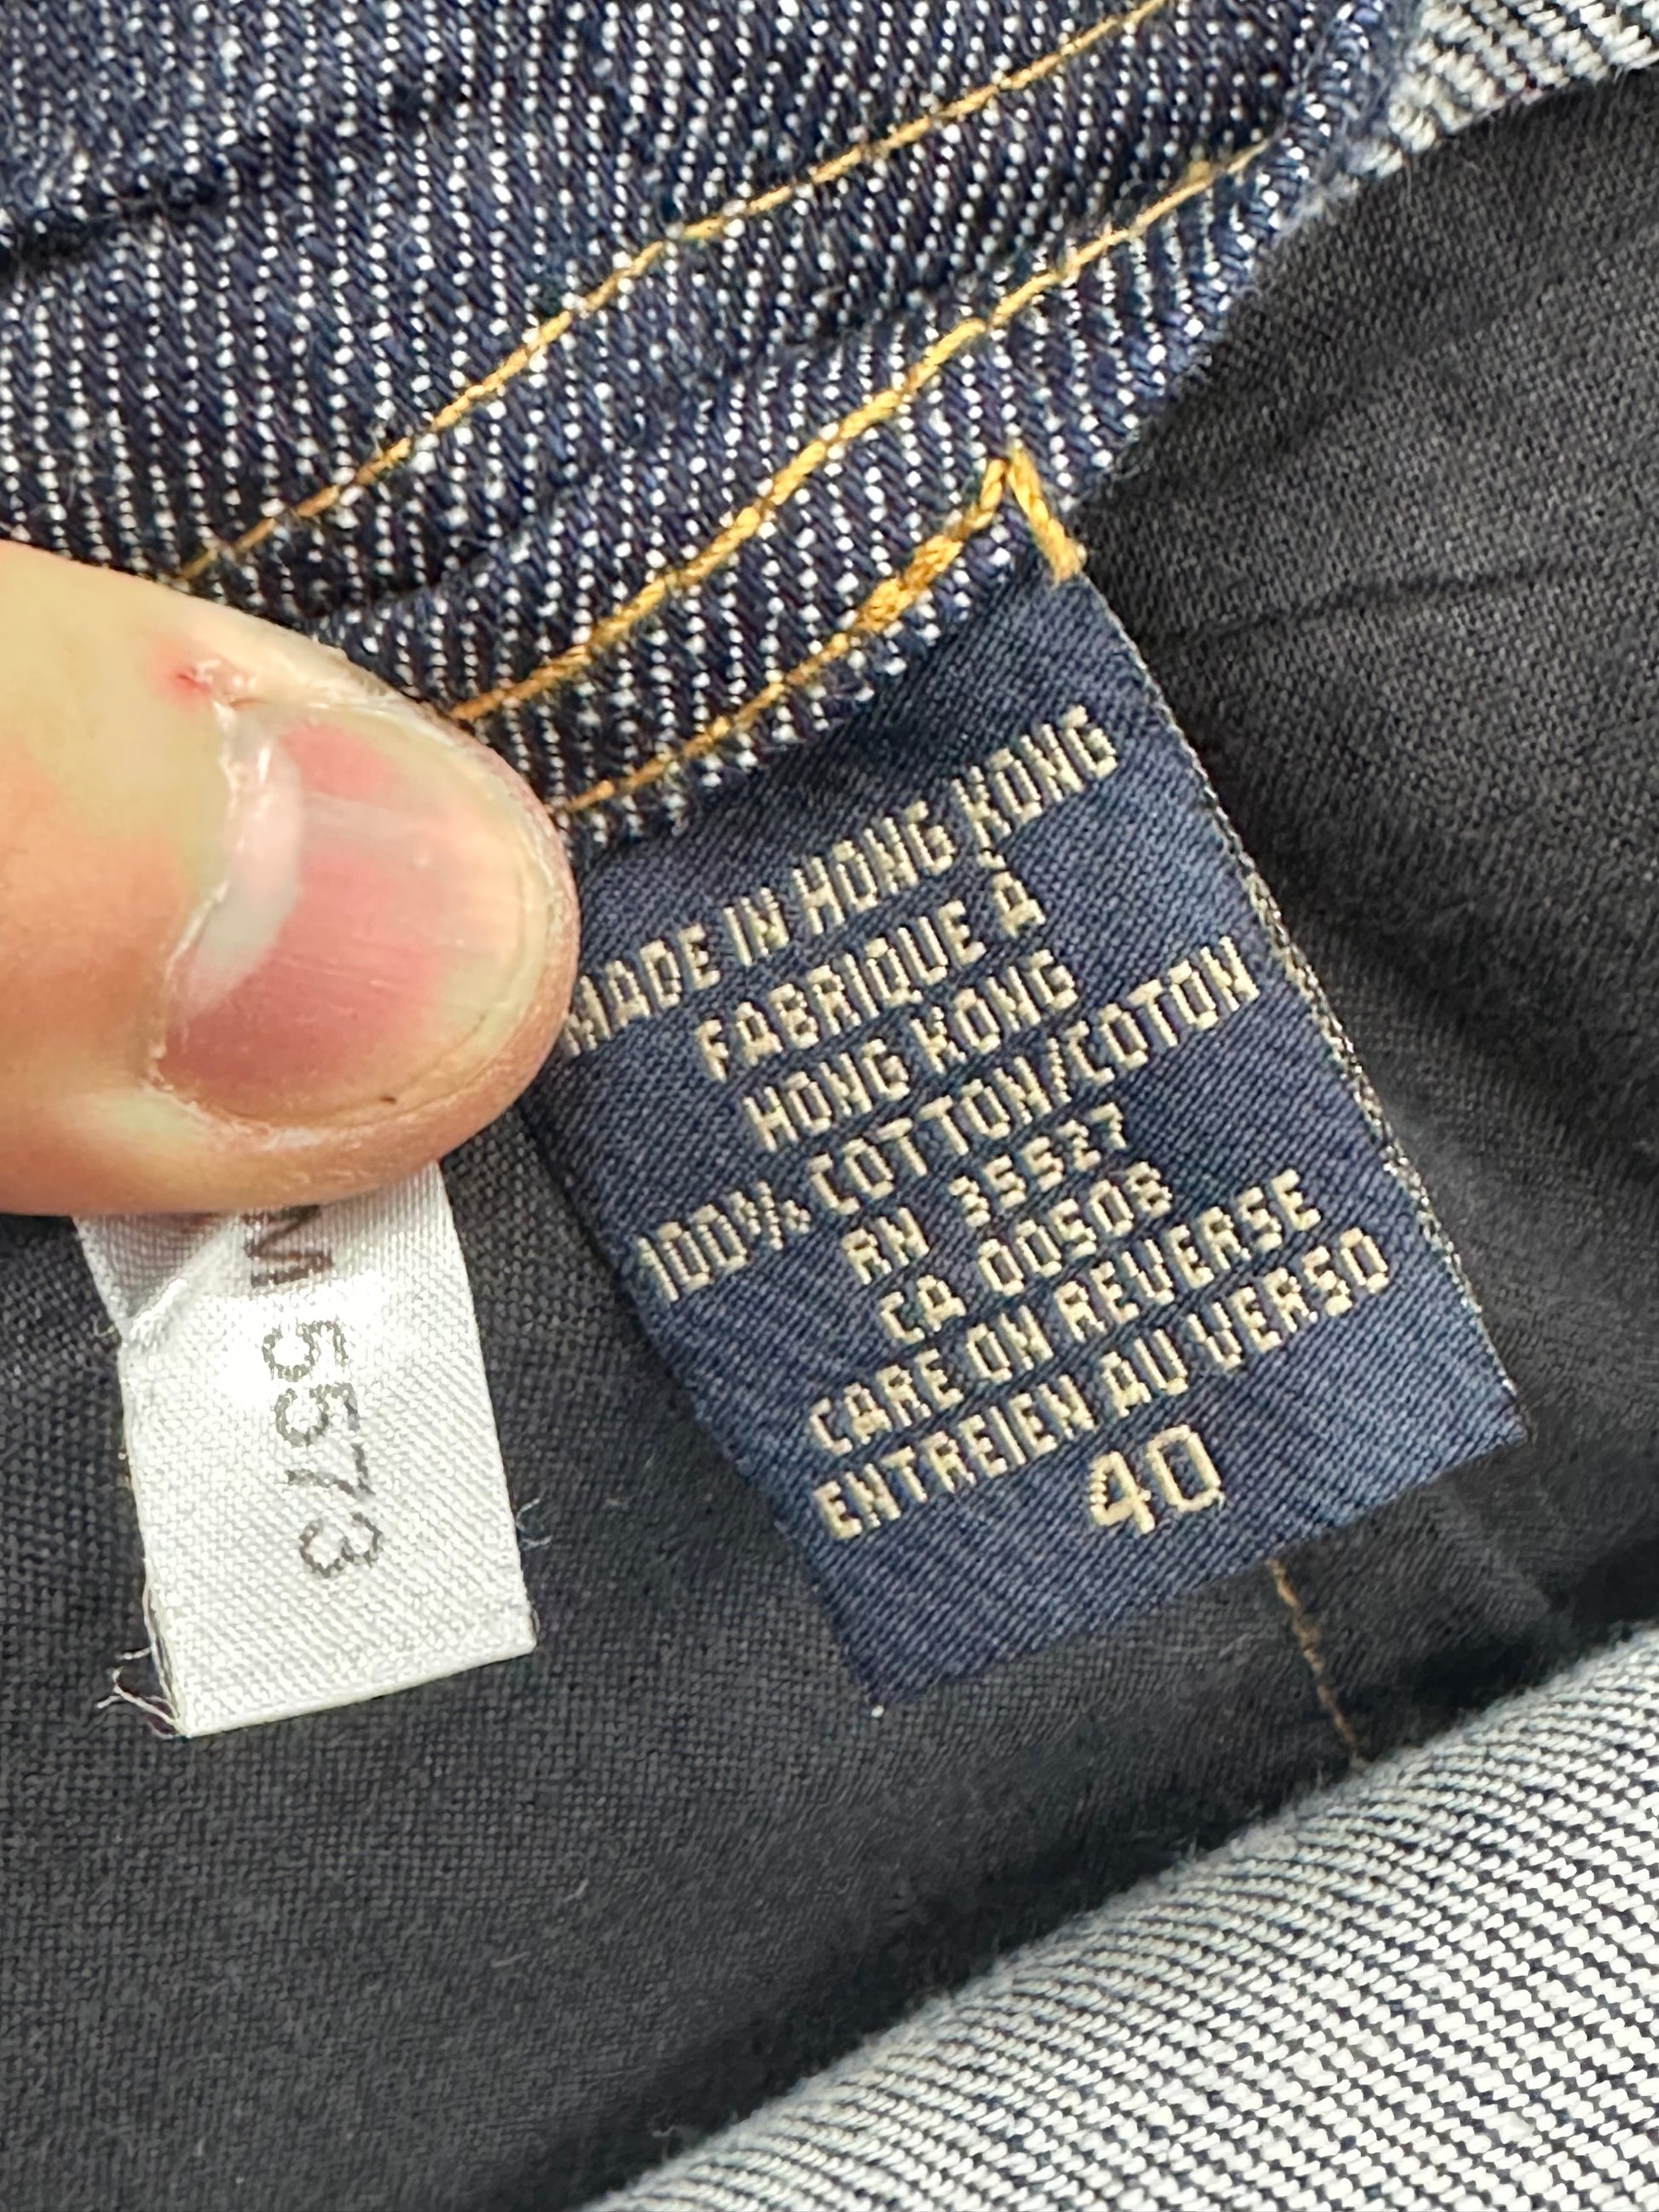 MADE IN HONG KONG
FABRIQUE À
HONG KONG
100% COTTON/COTON
RN 35527
CA 00508
CARE ON REVERSE
ENTREIEN AU VERSO
40
M 5573